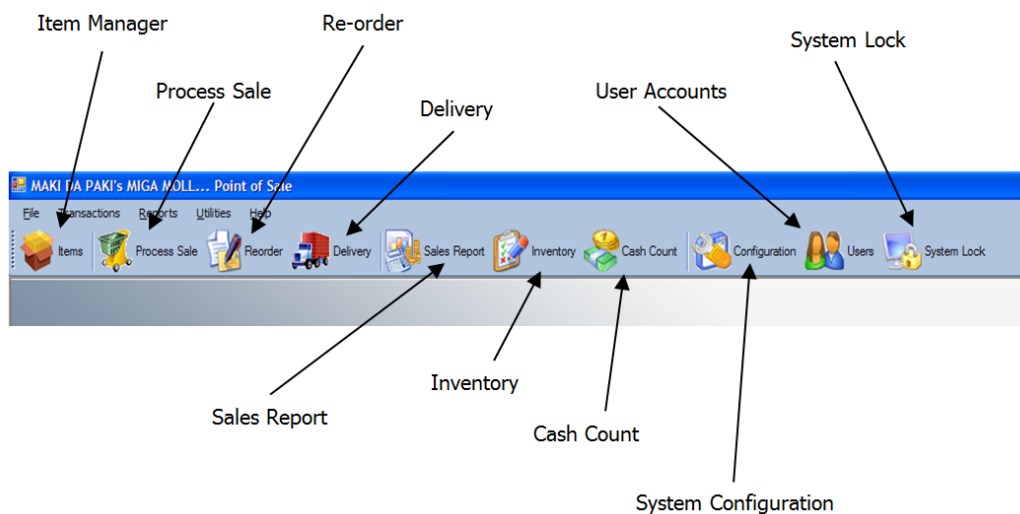 Item Manager
Re-order
System Lock
Process Sale
User Accounts
Delivery
MAKI DA PAKI's MIGA MOLL... Point of Sale
File Transactions Reports Utilities Help
Items Process Sale Reorder Delivery Sales Report Inventory Cash Count Configuration Users System Lock
Inventory
Sales Report
Cash Count
System Configuration